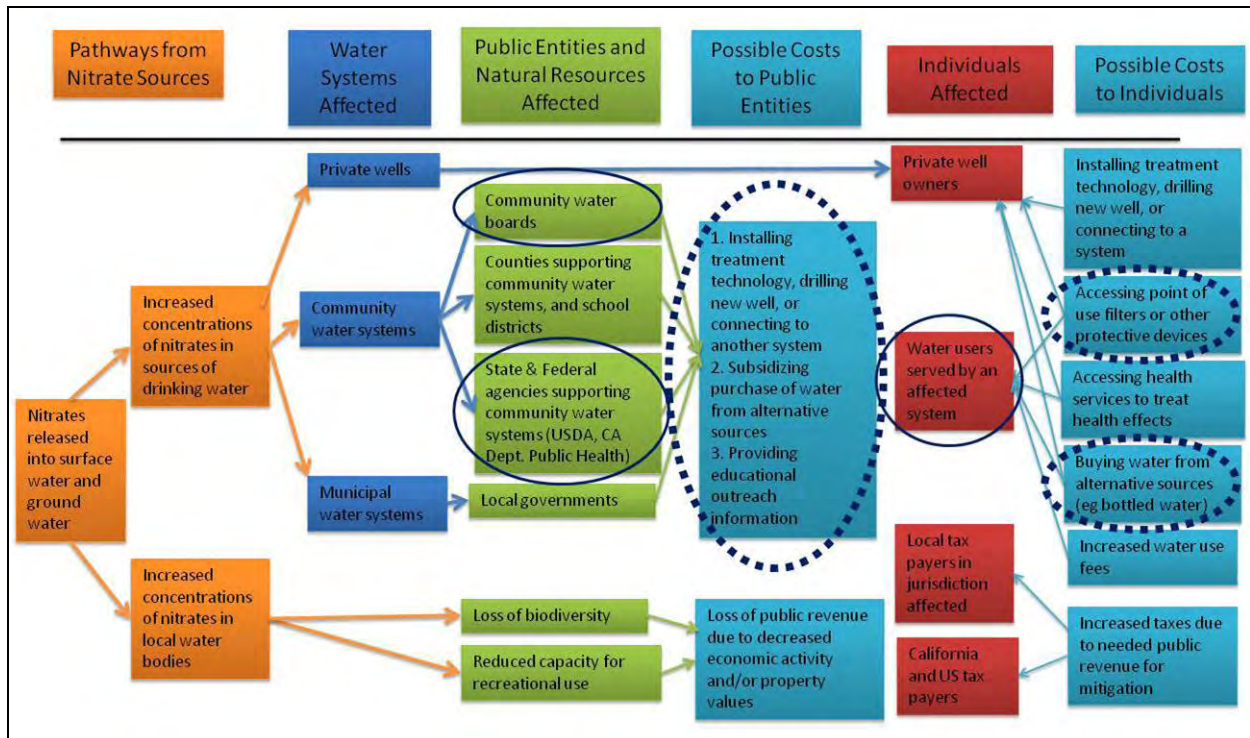 Pathways from
Nitrate Sources
Water
Systems
Affected
Public Entities and
Natural Resources
Affected
Possible Costs
to Public
Entities
Individuals
Affected
Possible Costs
to Individuals
Nitrates
released
into surface
water and
ground
water
Increased
concentrations
of nitrates in
sources of
drinking water
Increased
concentrations
of nitrates in
local water
bodies
Private wells
Community
water systems
Municipal
water systems
Community water
boards
Counties supporting
community water
systems, and school
districts
State & Federal
agencies supporting
community water
systems (USDA, CA
Dept. Public Health)
Local governments
Loss of biodiversity
Reduced capacity for
recreational use
1. Installing
treatment
technology, drilling
new well, or
connecting to
another system
2. Subsidizing
purchase of water
from alternative
sources
3. Providing
educational
outreach
information
Loss of public revenue
due to decreased
economic activity
and/or property
values
Private well
owners
Water users
served by an
affected
system
Local tax
payers in
jurisdiction
affected
California
and US tax
payers
Installing treatment
technology, drilling
new well, or
connecting to a
system
Accessing point of
use filters or other
protective devices
Accessing health
services to treat
health effects
Buying water from
alternative sources
(eg bottled water)
Increased water use
fees
Increased taxes due
to needed public
revenue for
mitigation